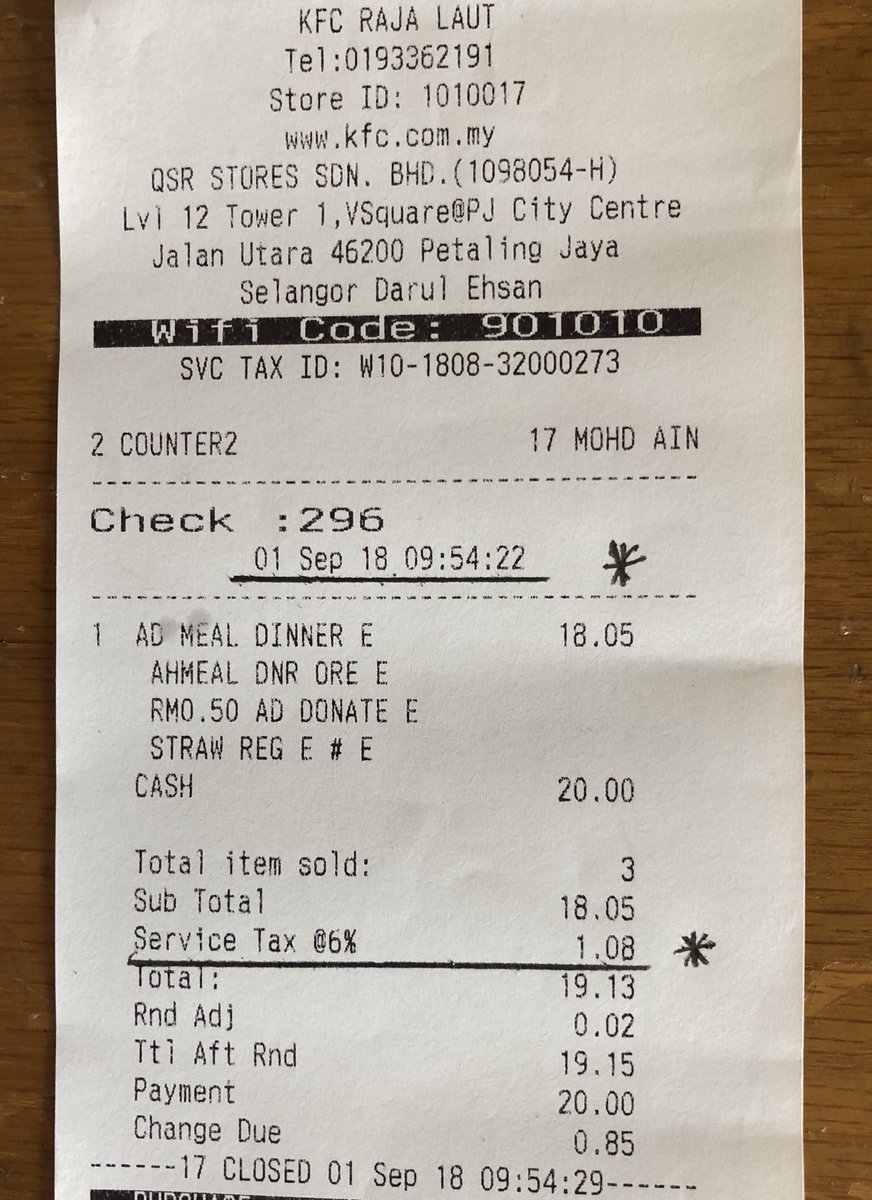 KFC RAJA LAUT
Tel:0193362191
Store ID: 1010017
www.kfc.com.my
QSR STORES SDN. BHD.(1098054-H)
Lvl 12 Tower 1,VSquare@PJ City Centre
Jalan Utara 46200 Petaling Jaya
Selangor Darul Ehsan
Wifi Code: 901010
SVC TAX ID: W10-1808-32000273
2 COUNTER2 17 MOHD AIN
Check :296
01 Sep 18 09:54:22 *
1 AD MEAL DINNER E 18.05
AHMEAL DNR ORE E
RM0.50 AD DONATE E
STRAW REG E # E
CASH 20.00
Total item sold: 3
Sub Total 18.05
Service Tax @6% 1.08 *
Total: 19.13
Rnd Adj 0.02
Ttl Aft Rnd 19.15
Payment 20.00
Change Due 0.85
------17 CLOSED 01 Sep 18 09:54:29------